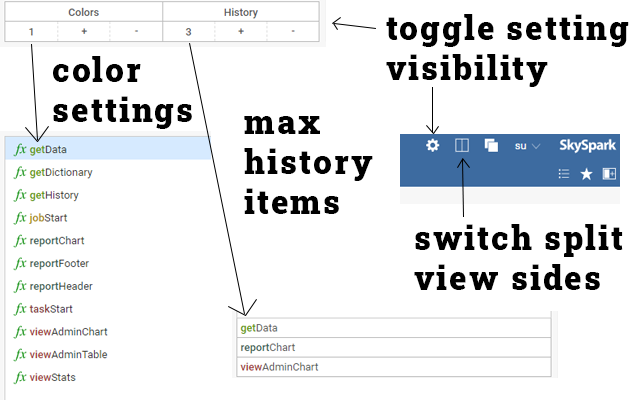 Colors History
1 + - 3 + -
toggle setting
visibility
color
settings
max
history
items
fx getData
fx getDictionary
fx getHistory
fx jobStart
fx reportChart
fx reportFooter
fx reportHeader
fx taskStart
fx viewAdminChart
fx viewAdminTable
fx viewStats
su SkySpark
switch split
view sides
getData
reportChart
viewAdminChart